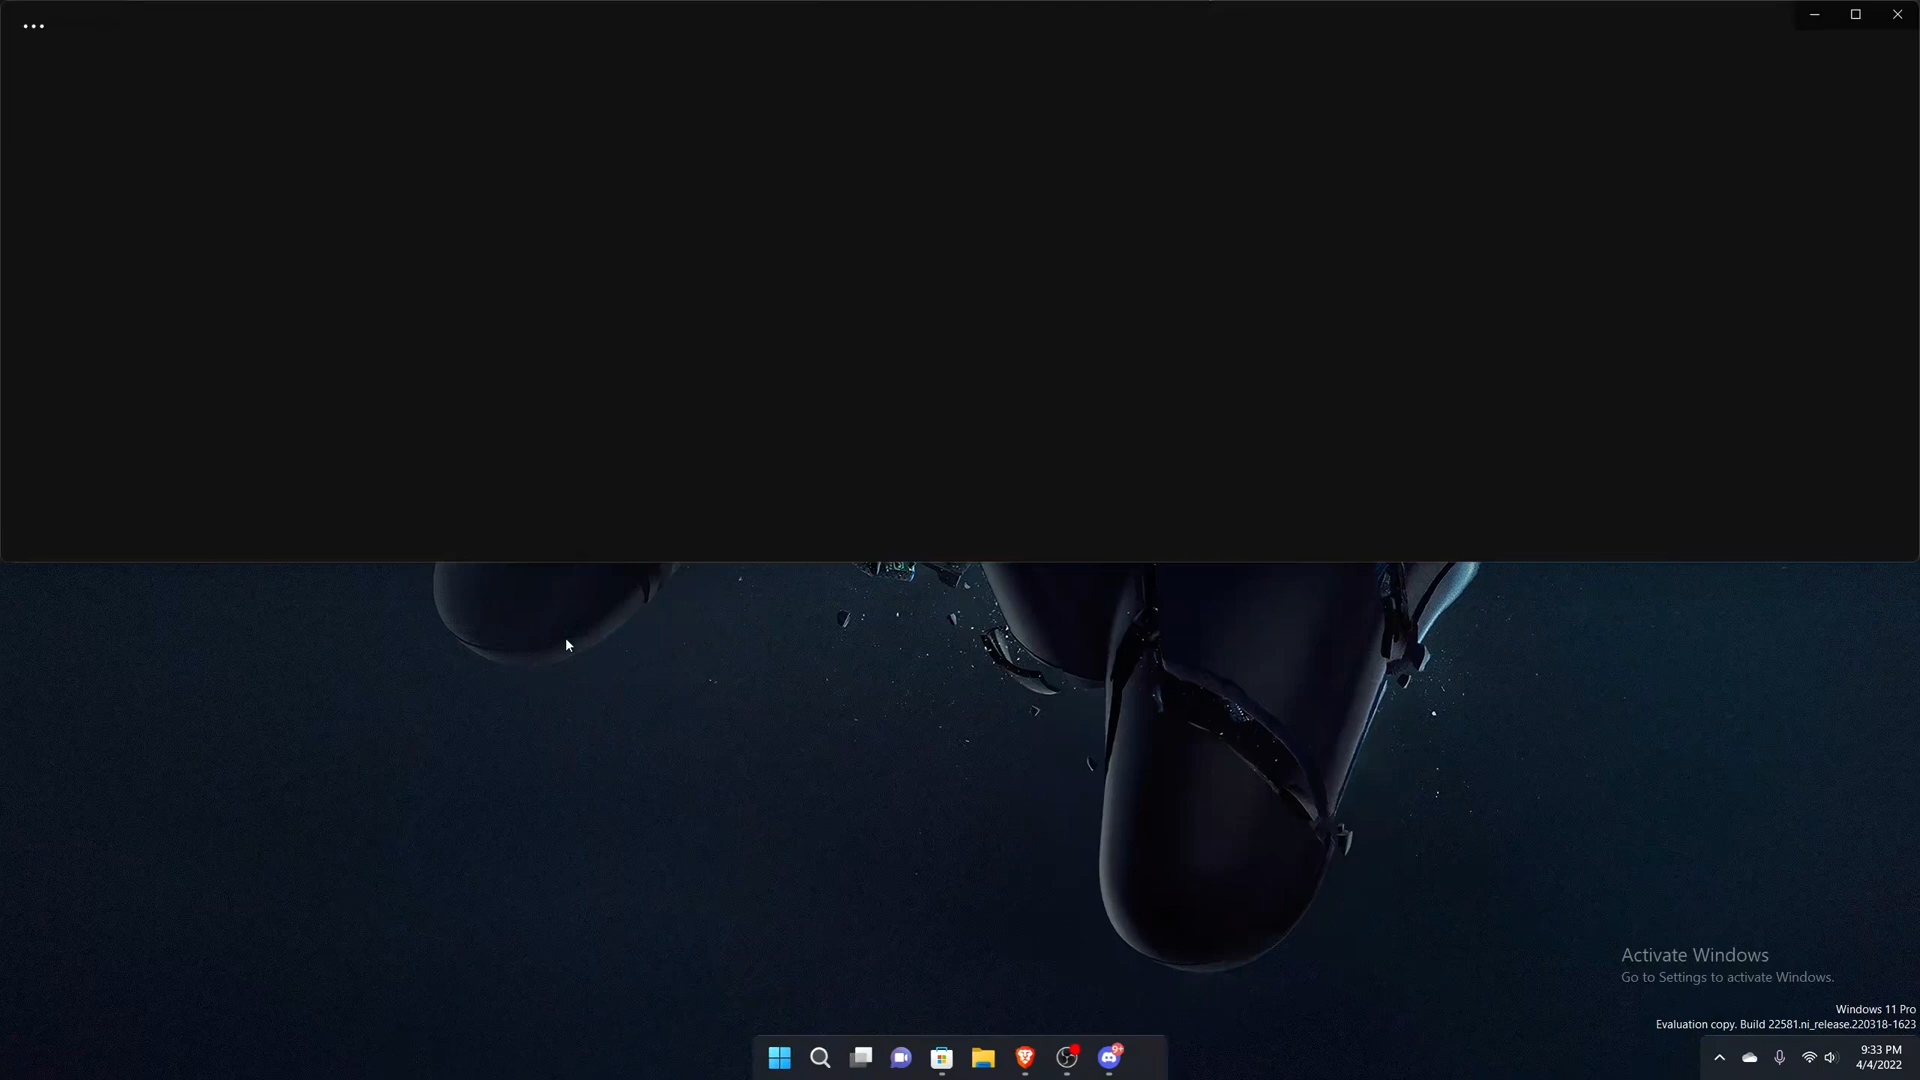 Activate Windows
Go to Settings to activate Windows.
Windows 11 Pro
Evaluation copy. Build 22581.ni_release.220318-1623
9+
9:33 PM
4/4/2022